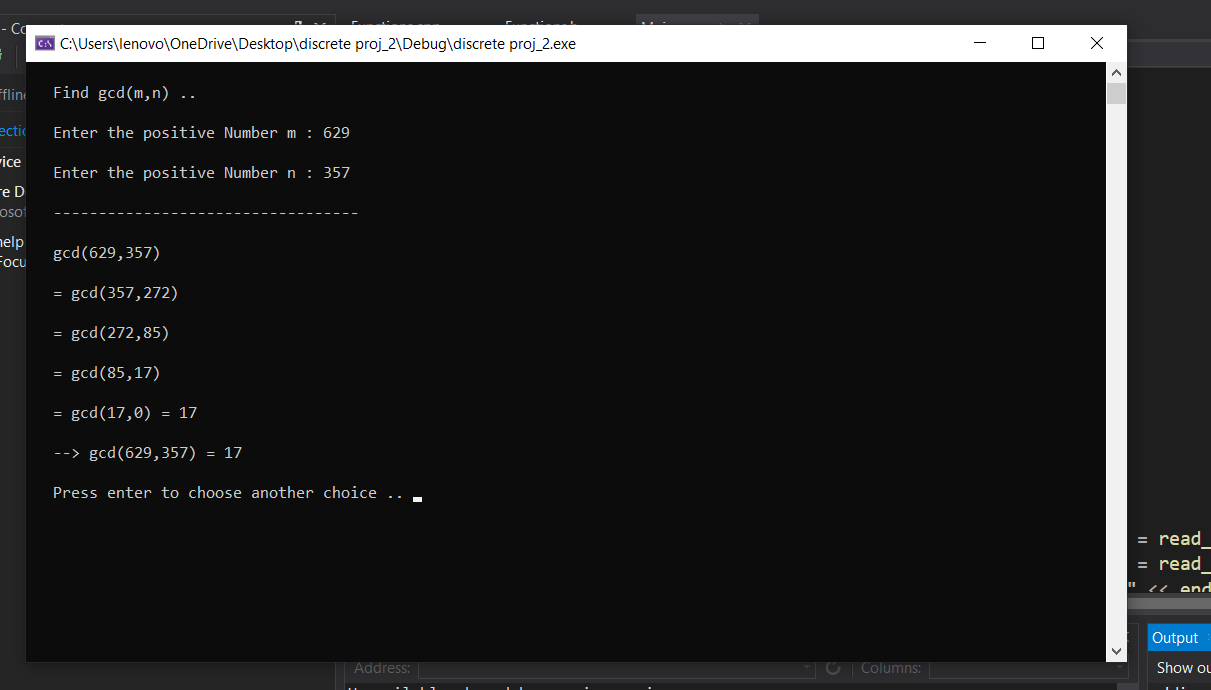 C:\Users\lenovo\OneDrive\Desktop\discrete proj_2\Debug\discrete proj_2.exe
Find gcd(m,n) ..
Enter the positive Number m : 629
Enter the positive Number n : 357
----------------------------------
gcd(629,357)
= gcd(357,272)
= gcd(272,85)
= gcd(85,17)
= gcd(17,0) = 17
--> gcd(629,357) = 17
Press enter to choose another choice ..
= read_
= read_
" << end
Output
Address:
Columns:
Show ou